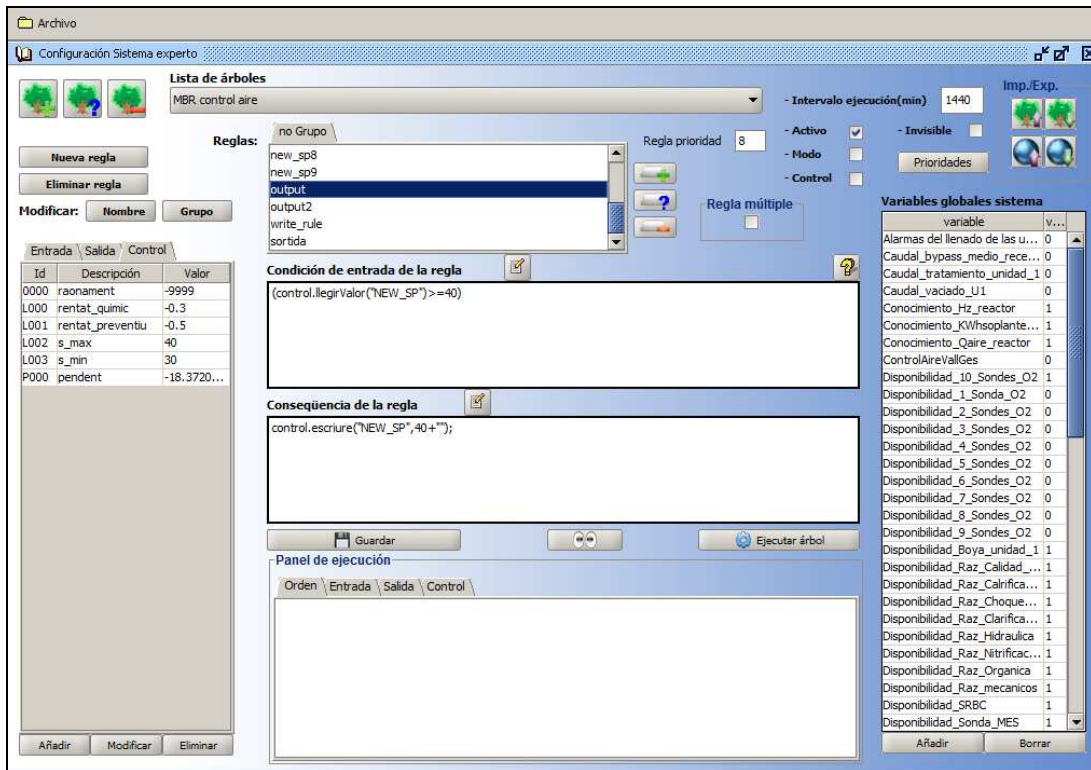 Archivo
Configuración Sistema experto
Lista de árboles
MBR control aire
- Intervalo ejecución(min) 1440
Imp./Exp.
Reglas:
no Grupo
Regla prioridad 8
- Activo
- Invisible
- Modo
- Control
Prioridades
new_sp8
new_sp9
output
output2
write_rule
sortida
Regla múltiple
Nueva regla
Eliminar regla
Modificar: Nombre Grupo
Entrada Salida Control
Id Descripción Valor
0000 raonament -9999
L000 rentat_quimic -0.3
L001 rentat_preventiu -0.5
L002 s_max 40
L003 s_min 30
P000 pendent -18.3720...
Añadir Modificar Eliminar
Condición de entrada de la regla
(control.llegirValor("NEW_SP")>=40)
Conseqüencia de la regla
control.escriure("NEW_SP",40+"");
Guardar
Ejecutar árbol
Panel de ejecución
Orden Entrada Salida Control
Variables globales sistema
variable v...
Alarmas del llenado de las u... 0
Caudal_bypass_medio_rece... 0
Caudal_tratamiento_unidad_1 0
Caudal_vaciado_U1 0
Conocimiento_Hz_reactor 1
Conocimiento_KWhsoplante... 1
Conocimiento_Qaire_reactor 1
ControlAireVallGes 0
Disponibilidad_10_Sondes_O2 1
Disponibilidad_1_Sonda_O2 0
Disponibilidad_2_Sondes_O2 0
Disponibilidad_3_Sondes_O2 0
Disponibilidad_4_Sondes_O2 0
Disponibilidad_5_Sondes_O2 0
Disponibilidad_6_Sondes_O2 0
Disponibilidad_7_Sondes_O2 0
Disponibilidad_8_Sondes_O2 0
Disponibilidad_9_Sondes_O2 0
Disponibilidad_Boya_unidad_1 1
Disponibilidad_Raz_Calidad_... 1
Disponibilidad_Raz_Calrifica... 1
Disponibilidad_Raz_Choque... 1
Disponibilidad_Raz_Clarifica... 1
Disponibilidad_Raz_Hidraulica 1
Disponibilidad_Raz_Nitrificac... 1
Disponibilidad_Raz_Organica 1
Disponibilidad_Raz_mecanicos 1
Disponibilidad_SRBC 1
Disponibilidad_Sonda_MES 1
Añadir Borrar